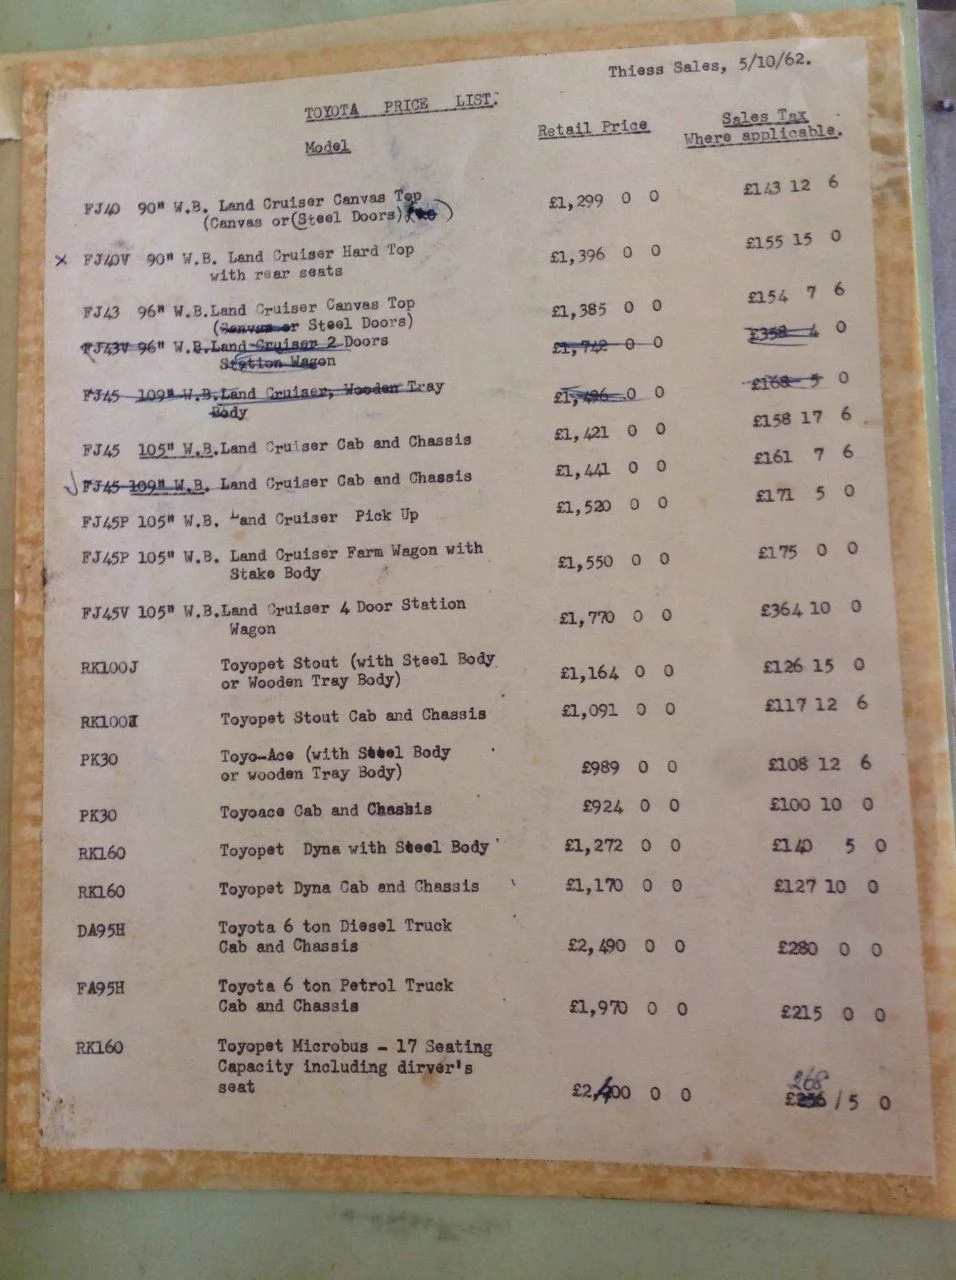 Thiess Sales, 5/10/62.
TOYOTA PRICE LIST.
Model Retail Price Sales Tax
Where applicable.
FJ40 90" W.B. Land Cruiser Canvas Top £1,299 0 0 £143 12 6
(Canvas or (Steel Doors)
x FJ40V 90" W.B. Land Cruiser Hard Top £1,396 0 0 £155 15 0
with rear seats
FJ43 96" W.B.Land Cruiser Canvas Top £1,385 0 0 £154 7 6
(Canvas or Steel Doors)
FJ43V 96" W.B.Land Cruiser 2 Doors £1,742 0 0 £358 4 0
Station Wagon
FJ45 109" W.B.Land Cruiser, Wooden Tray £1,496 0 0 £168 5 0
Body
FJ45 105" W.B.Land Cruiser Cab and Chassis £1,421 0 0 £158 17 6
✓ FJ45 109" W.B. Land Cruiser Cab and Chassis £1,441 0 0 £161 7 6
FJ45P 105" W.B. Land Cruiser Pick Up £1,520 0 0 £171 5 0
FJ45P 105" W.B. Land Cruiser Farm Wagon with £1,550 0 0 £175 0 0
Stake Body
FJ45V 105" W.B.Land Cruiser 4 Door Station £1,770 0 0 £364 10 0
Wagon
RK100J Toyopet Stout (with Steel Body £1,164 0 0 £126 15 0
or Wooden Tray Body)
RK100J Toyopet Stout Cab and Chassis £1,091 0 0 £117 12 6
PK30 Toyo-Ace (with Steel Body £989 0 0 £108 12 6
or wooden Tray Body)
PK30 Toyoace Cab and Chassis £924 0 0 £100 10 0
RK160 Toyopet Dyna with Steel Body £1,272 0 0 £140 5 0
RK160 Toyopet Dyna Cab and Chassis £1,170 0 0 £127 10 0
DA95H Toyota 6 ton Diesel Truck
Cab and Chassis £2,490 0 0 £280 0 0
FA95H Toyota 6 ton Petrol Truck
Cab and Chassis £1,970 0 0 £215 0 0
RK160 Toyopet Microbus - 17 Seating
Capacity including dirver's
268
seat £2,400 0 0 £ /5 0